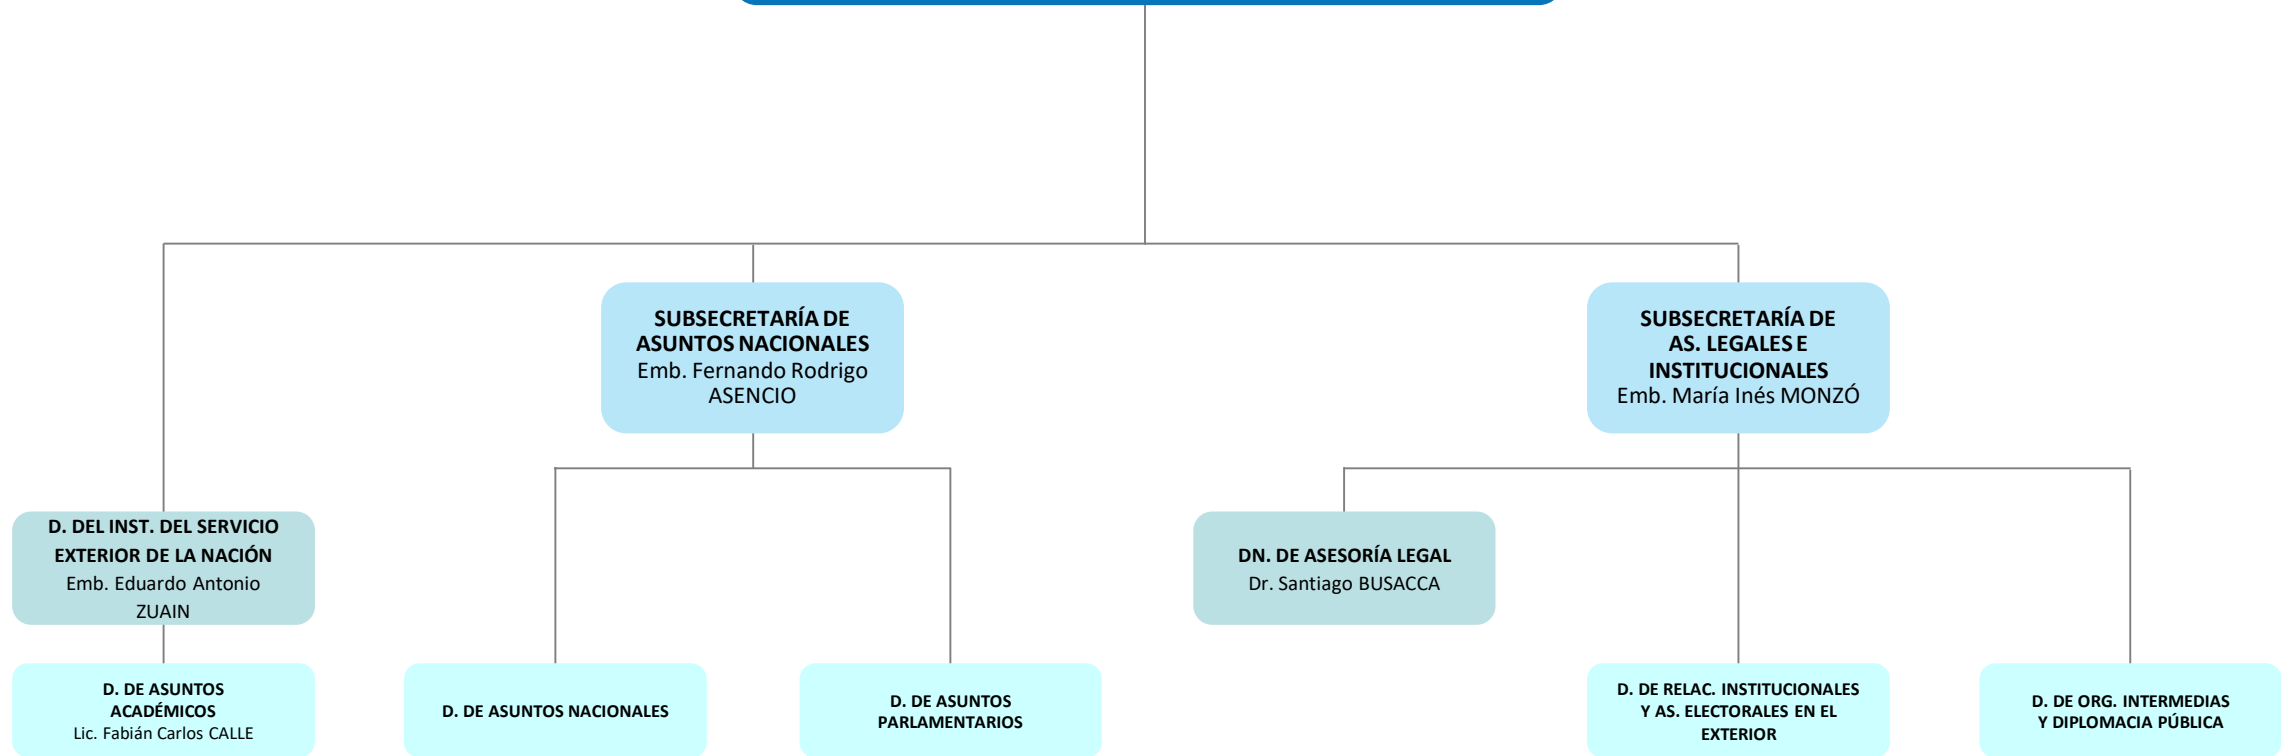 SUBSECRETARÍA DE
ASUNTOS NACIONALES
Emb. Fernando Rodrigo
ASENCIO
SUBSECRETARÍA DE
AS. LEGALES E
INSTITUCIONALES
Emb. María Inés MONZÓ
D. DEL INST. DEL SERVICIO
EXTERIOR DE LA NACIÓN
Emb. Eduardo Antonio
ZUAIN
DN. DE ASESORÍA LEGAL
Dr. Santiago BUSACCA
D. DE ASUNTOS
ACADÉMICOS
Lic. Fabián Carlos CALLE
D. DE ASUNTOS NACIONALES
D. DE ASUNTOS
PARLAMENTARIOS
D. DE RELAC. INSTITUCIONALES
Y AS. ELECTORALES EN EL
EXTERIOR
D. DE ORG. INTERMEDIAS
Y DIPLOMACIA PÚBLICA